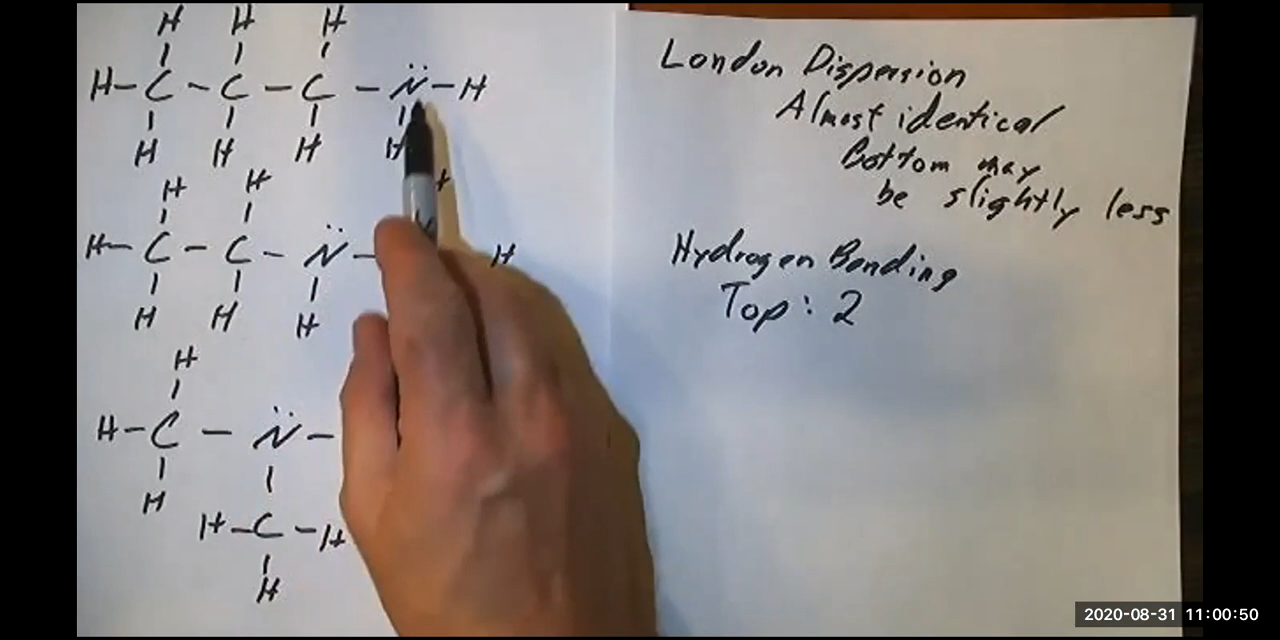 H H H
H-C-C-C-N̈-H
H H H H
H H
H-C-C-N̈- H
H H H
H
H-C-N̈-
H
H-C-H
H
London Dispersion
Almost identical
Bottom may
be slightly less
Hydrogen Bonding
Top: 2
2020-08-31 11:00:50